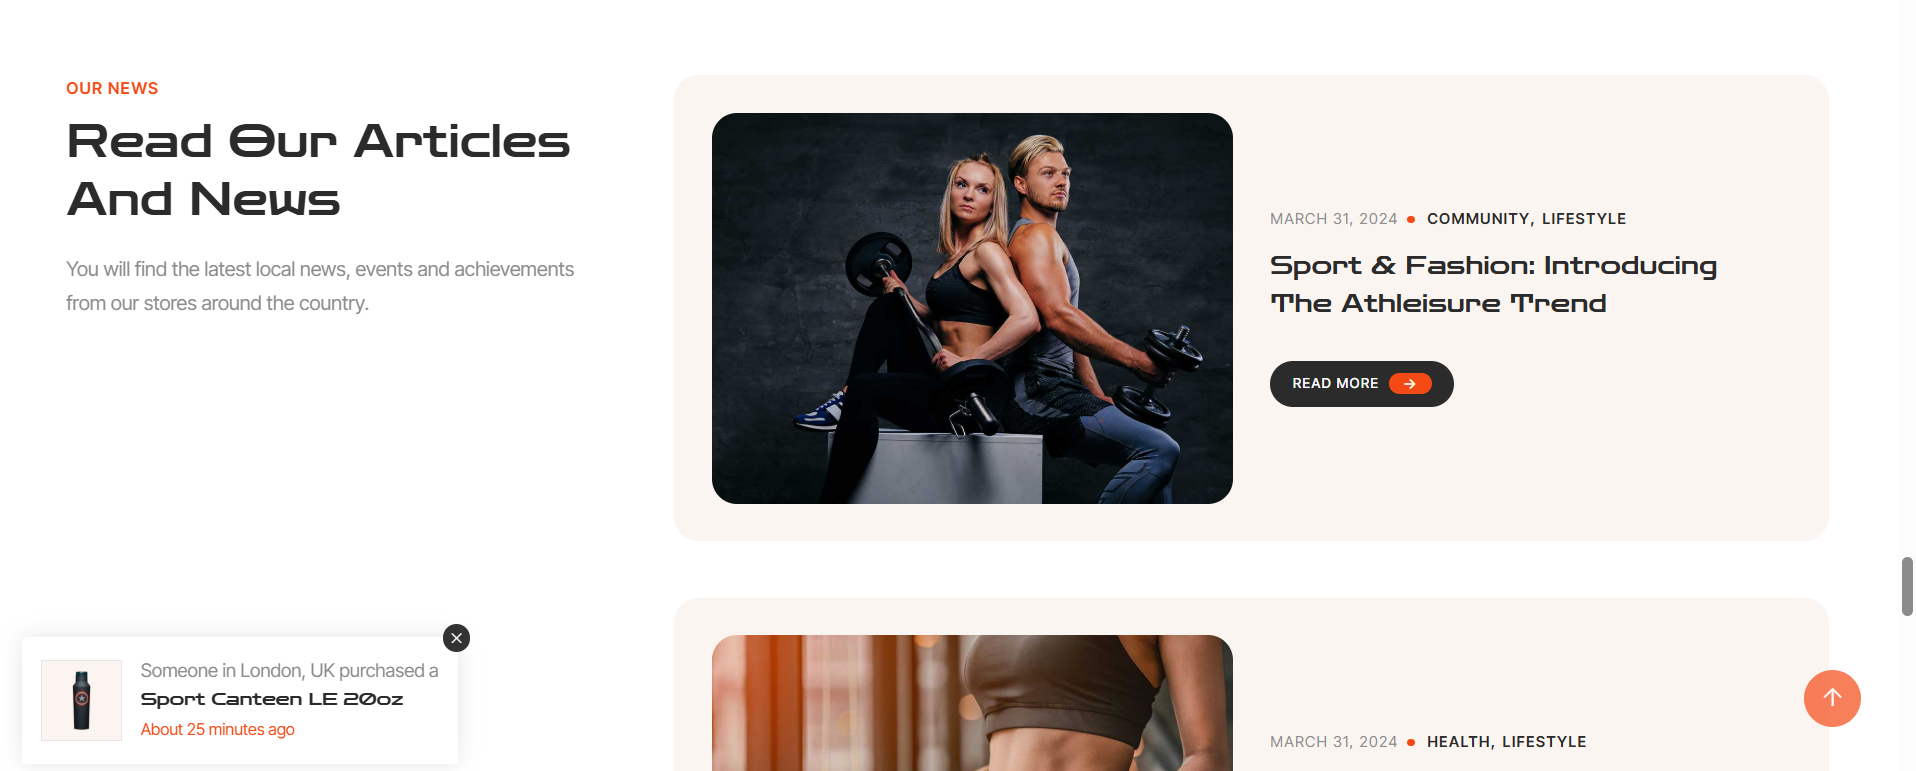 OUR NEWS
Read Our Articles
And News
You will find the latest local news, events and achievements
from our stores around the country.
MARCH 31, 2024 • COMMUNITY, LIFESTYLE
Sport & Fashion: Introducing
The Athleisure Trend
READ MORE →
Someone in London, UK purchased a
Sport Canteen LE 20oz
About 25 minutes ago
MARCH 31, 2024 • HEALTH, LIFESTYLE